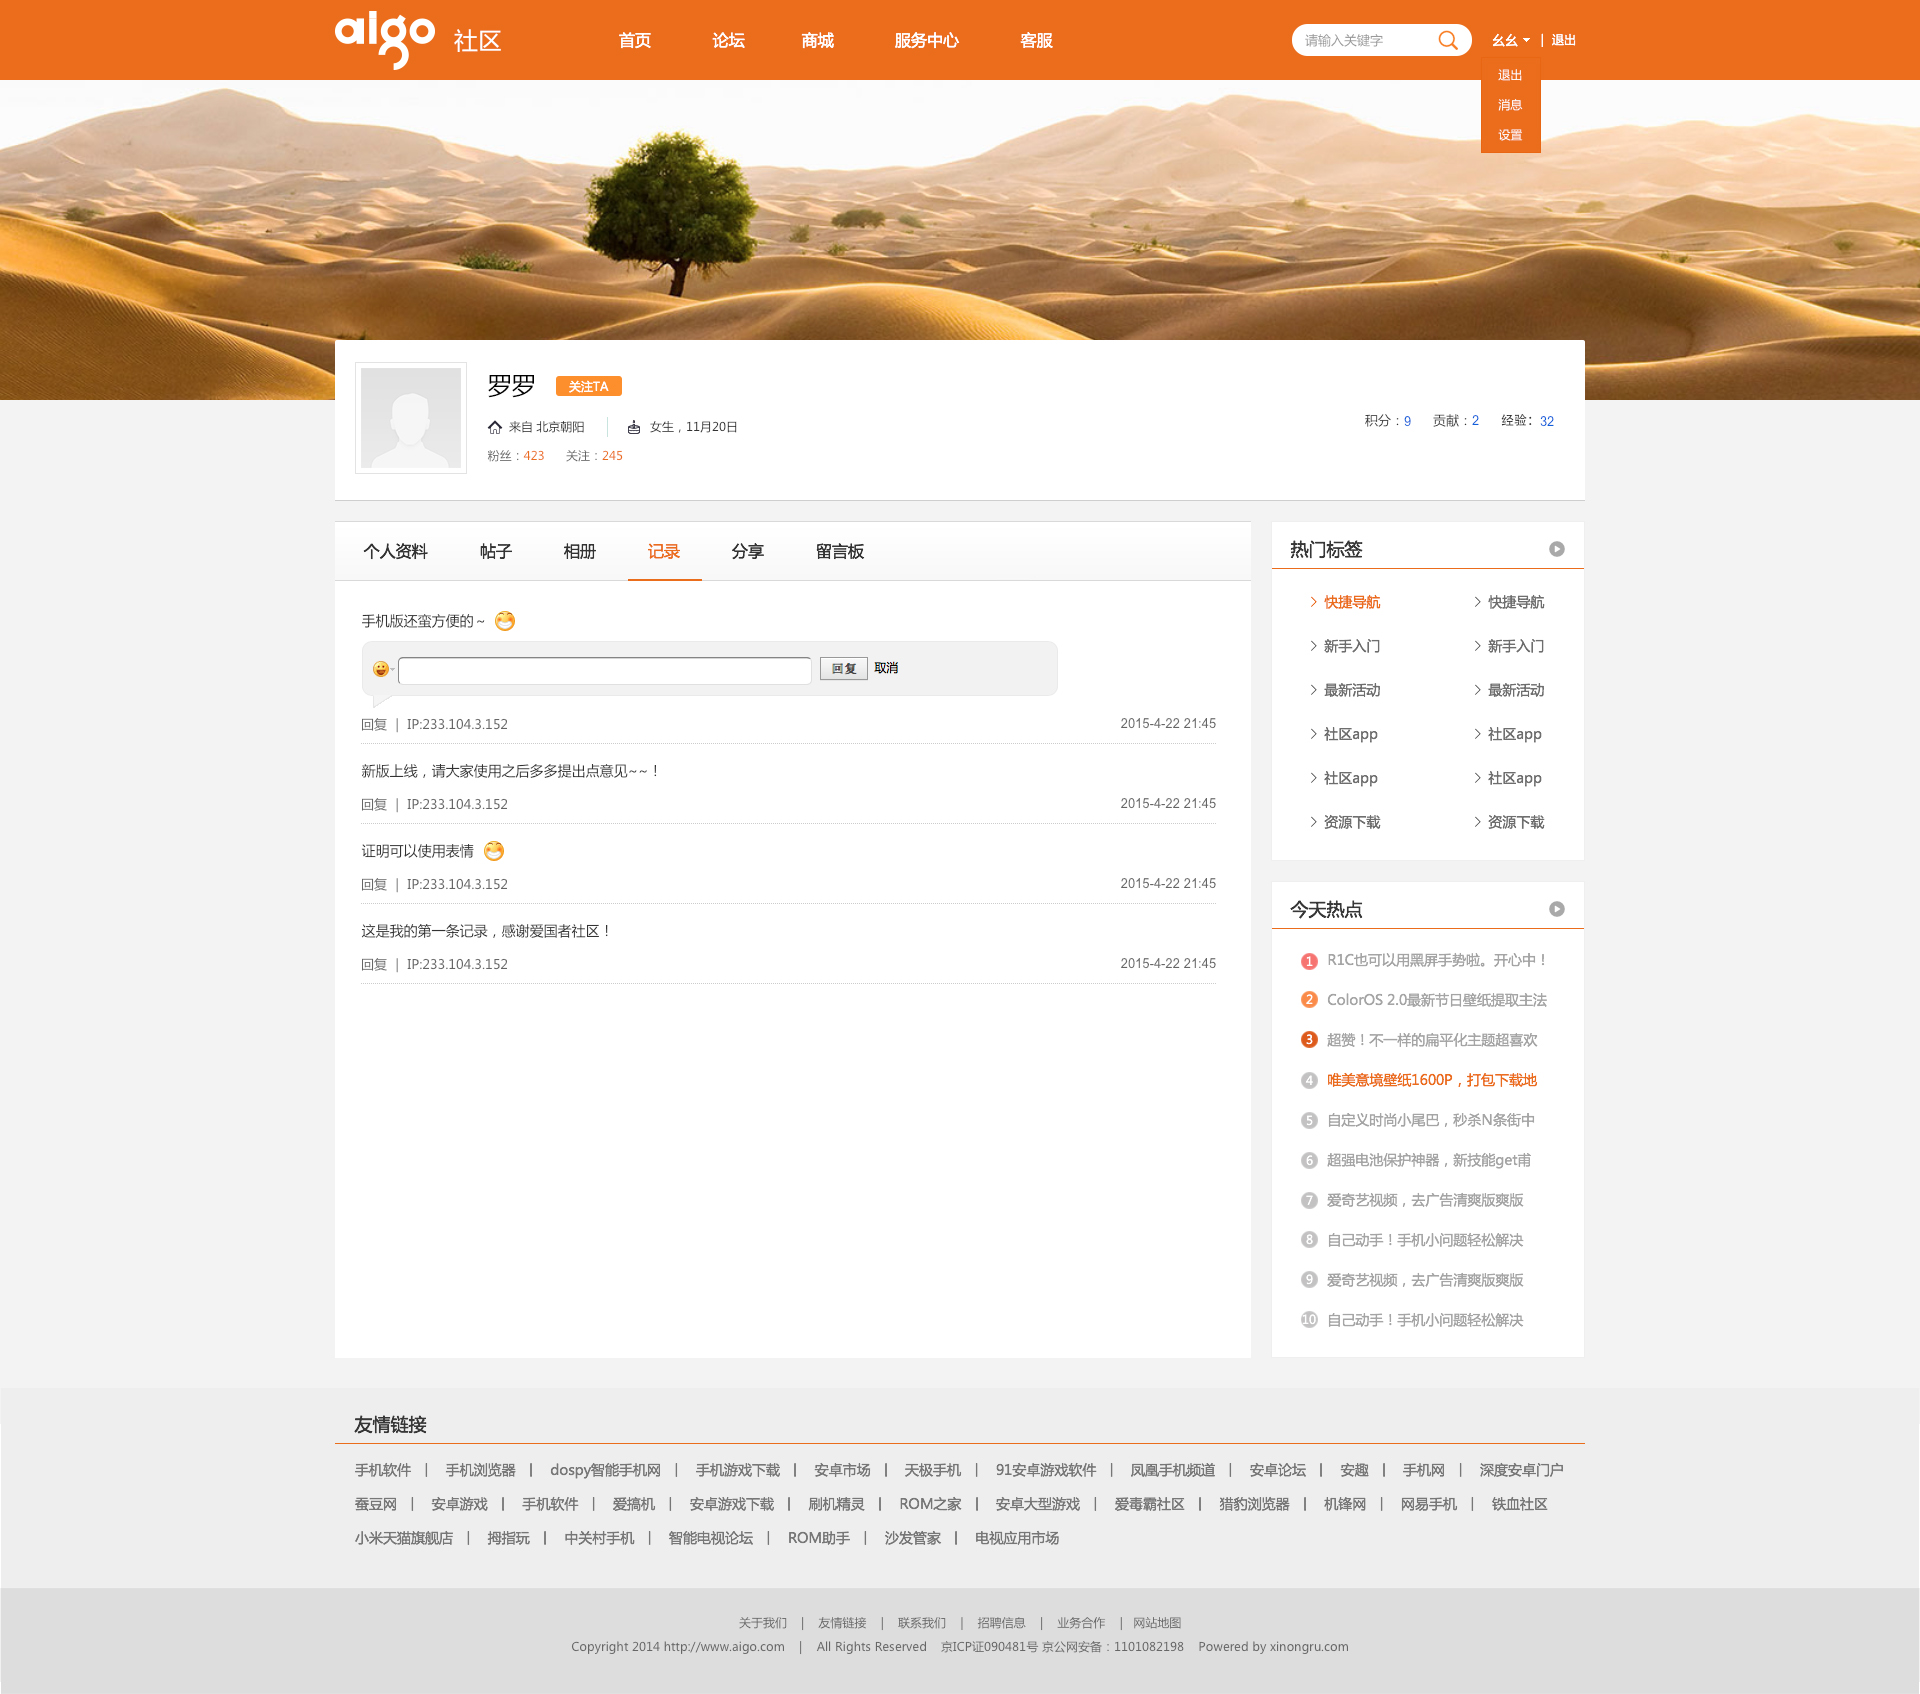 aigo 社区 首页 论坛 商城 服务中心 客服 请输入关键字 幺幺 | 退出
退出
消息
设置
罗罗 关注TA
来自 北京朝阳 女生，11月20日
粉丝：423 关注：245
积分：9 贡献：2 经验：32
个人资料 帖子 相册 记录 分享 留言板
手机版还蛮方便的～
回复 取消
回复 | IP:233.104.3.152 2015-4-22 21:45
新版上线，请大家使用之后多多提出点意见~~！
回复 | IP:233.104.3.152 2015-4-22 21:45
证明可以使用表情
回复 | IP:233.104.3.152 2015-4-22 21:45
这是我的第一条记录，感谢爱国者社区！
回复 | IP:233.104.3.152 2015-4-22 21:45
热门标签
快捷导航 快捷导航
新手入门 新手入门
最新活动 最新活动
社区app 社区app
社区app 社区app
资源下载 资源下载
今天热点
1 R1C也可以用黑屏手势啦。开心中！
2 ColorOS 2.0最新节日壁纸提取主法
3 超赞！不一样的扁平化主题超喜欢
4 唯美意境壁纸1600P，打包下载地
5 自定义时尚小尾巴，秒杀N条街中
6 超强电池保护神器，新技能get甫
7 爱奇艺视频，去广告清爽版爽版
8 自己动手！手机小问题轻松解决
9 爱奇艺视频，去广告清爽版爽版
10 自己动手！手机小问题轻松解决
友情链接
手机软件 | 手机浏览器 | dospy智能手机网 | 手机游戏下载 | 安卓市场 | 天极手机 | 91安卓游戏软件 | 凤凰手机频道 | 安卓论坛 | 安趣 | 手机网 | 深度安卓门户
蚕豆网 | 安卓游戏 | 手机软件 | 爱搞机 | 安卓游戏下载 | 刷机精灵 | ROM之家 | 安卓大型游戏 | 爱毒霸社区 | 猎豹浏览器 | 机锋网 | 网易手机 | 铁血社区
小米天猫旗舰店 | 拇指玩 | 中关村手机 | 智能电视论坛 | ROM助手 | 沙发管家 | 电视应用市场
关于我们 | 友情链接 | 联系我们 | 招聘信息 | 业务合作 | 网站地图
Copyright 2014 http://www.aigo.com | All Rights Reserved 京ICP证090481号 京公网安备：1101082198 Powered by xinongru.com